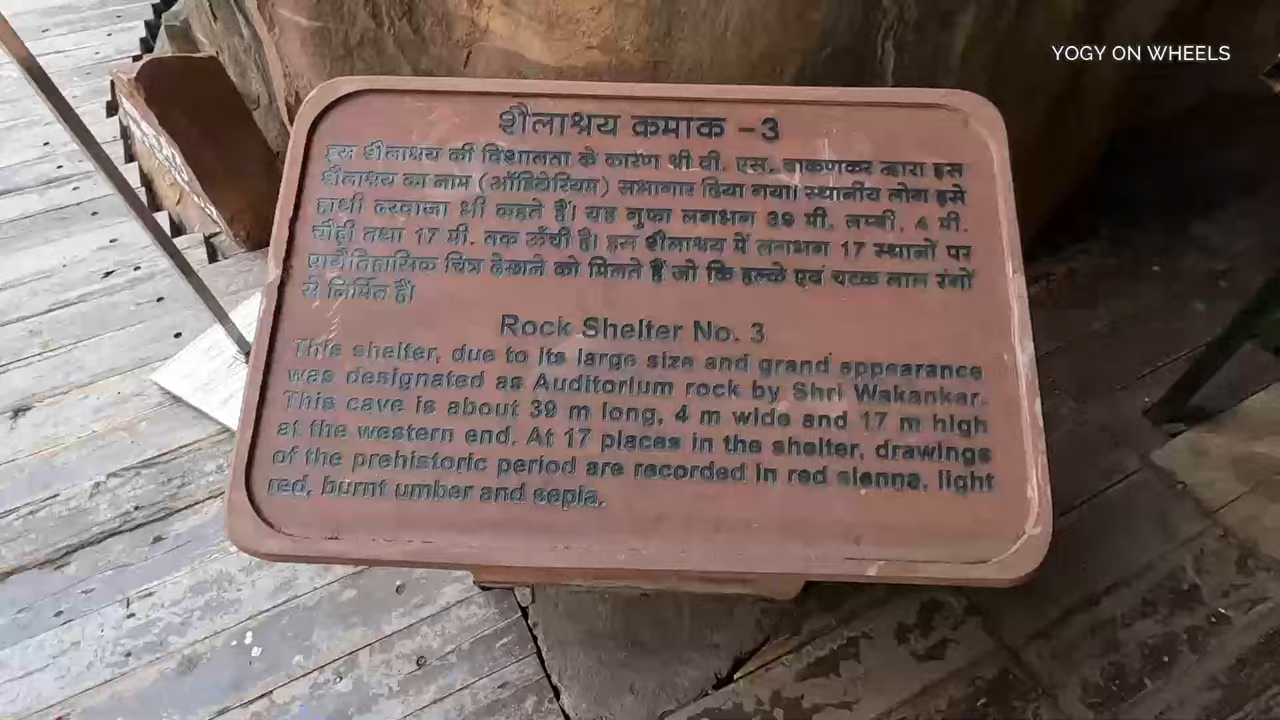 YOGY ON WHEELS
शैलाश्रय क्रमाक -3
इस शैलाश्रय की विशालता के कारण श्री वी. एस. वाकणकर द्वारा इस
शैलाश्रय का नाम (ऑडिटोरियम) सभागार दिया गया। स्थानीय लोग इसे
हाथी दरवाजा भी कहते हैं। यह गुफा लगभग 39 मी. लम्बी, 4 मी.
चौड़ी तथा 17 मी. तक ऊँची है। इस शैलाश्रय में लगभग 17 स्थानों पर
प्रागैतिहासिक चित्र देखने को मिलते हैं जो कि हल्के एवं चटक लाल रंगों
से निर्मित हैं।
Rock Shelter No. 3
This shelter, due to its large size and grand appearance
was designated as Auditorium rock by Shri Wakankar.
This cave is about 39 m long, 4 m wide and 17 m high
at the western end. At 17 places in the shelter, drawings
of the prehistoric period are recorded in red sienna, light
red, burnt umber and sepia.